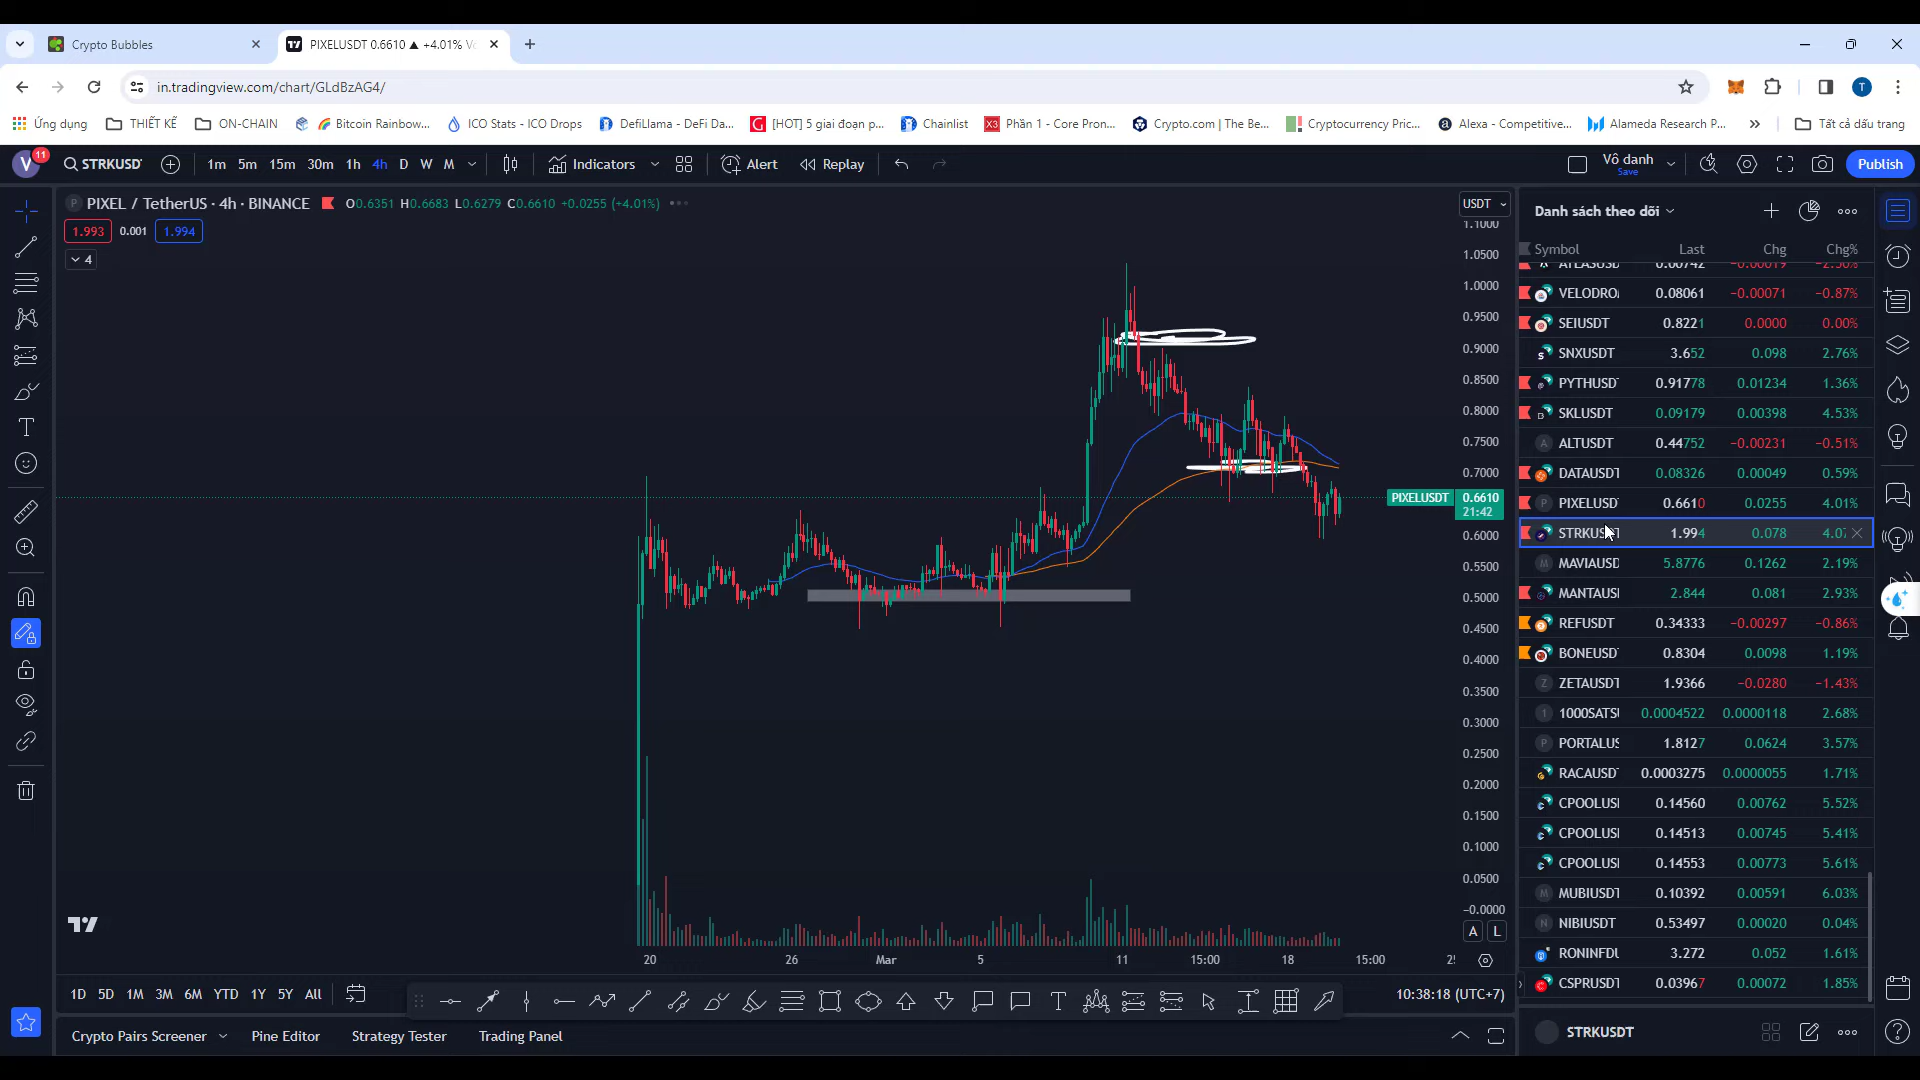 Crypto Bubbles
PIXELUSDT 0.6610 ▲ +4.01%
in.tradingview.com/chart/GLdBzAG4/
Ứng dụng THIẾT KẾ ON-CHAIN Bitcoin Rainbow... ICO Stats - ICO Drops DefiLlama - DeFi Da... [HOT] 5 giai đoạn p... Chainlist Phần 1 - Core Pron... Crypto.com | The Be... Cryptocurrency Pric... Alexa - Competitive... Alameda Research P... » Tất cả dấu trang
V 11 STRKUSD 1m 5m 15m 30m 1h 4h D W M Indicators Alert Replay Vô danh Publish
Save
PIXEL / TetherUS · 4h · BINANCE O0.6351 H0.6683 L0.6279 C0.6610 +0.0255 (+4.01%)
USDT
1.993 0.001 1.994
4
1.1000
1.0500
1.0000
0.9500
0.9000
0.8500
0.8000
0.7500
0.7000
PIXELUSDT 0.6610
21:42
0.6000
0.5500
0.5000
0.4500
0.4000
0.3500
0.3000
0.2500
0.2000
0.1500
0.1000
0.0500
−0.0000
A L
20 26 Mar 5 11 15:00 18 15:00
1D 5D 1M 3M 6M YTD 1Y 5Y All
10:38:18 (UTC+7)
Crypto Pairs Screener Pine Editor Strategy Tester Trading Panel
Danh sách theo dõi
Symbol Last Chg Chg%
ATLASUSD 0.00742 −0.00019 −2.50%
VELODRO 0.08061 −0.00071 −0.87%
SEIUSDT 0.8221 0.0000 0.00%
SNXUSDT 3.652 0.098 2.76%
PYTHUSD 0.91778 0.01234 1.36%
SKLUSDT 0.09179 0.00398 4.53%
ALTUSDT 0.44752 −0.00231 −0.51%
DATAUSDT 0.08326 0.00049 0.59%
PIXELUSD 0.6610 0.0255 4.01%
STRKUSDT 1.994 0.078 4.07
MAVIAUSD 5.8776 0.1262 2.19%
MANTAUS 2.844 0.081 2.93%
REFUSDT 0.34333 −0.00297 −0.86%
BONEUSD 0.8304 0.0098 1.19%
ZETAUSDT 1.9366 −0.0280 −1.43%
1000SATS 0.0004522 0.0000118 2.68%
PORTALUS 1.8127 0.0624 3.57%
RACAUSD 0.0003275 0.0000055 1.71%
CPOOLUS 0.14560 0.00762 5.52%
CPOOLUS 0.14513 0.00745 5.41%
CPOOLUS 0.14553 0.00773 5.61%
MUBIUSDT 0.10392 0.00591 6.03%
NIBIUSDT 0.53497 0.00020 0.04%
RONINFD 3.272 0.052 1.61%
CSPRUSDT 0.03967 0.00072 1.85%
STRKUSDT